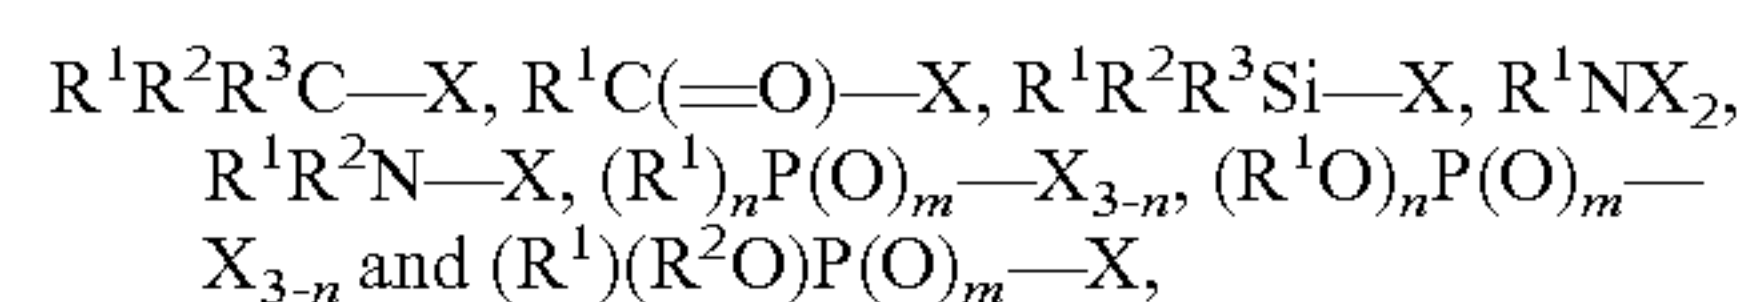 R¹R²R³C—X, R¹C(═O)—X, R¹R²R³Si—X, R¹NX₂,
R¹R²N—X, (R¹)ₙP(O)ₘ—X₃₋ₙ, (R¹O)ₙP(O)ₘ—
X₃₋ₙ and (R¹)(R²O)P(O)ₘ—X,